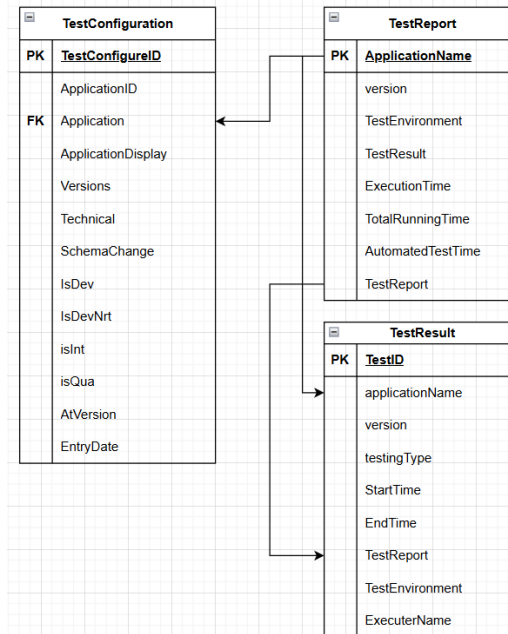 TestConfiguration
PK TestConfigureID
ApplicationID
FK Application
ApplicationDisplay
Versions
Technical
SchemaChange
IsDev
IsDevNrt
isInt
isQua
AtVersion
EntryDate
TestReport
PK ApplicationName
version
TestEnvironment
TestResult
ExecutionTime
TotalRunningTime
AutomatedTestTime
TestReport
TestResult
PK TestID
applicationName
version
testingType
StartTime
EndTime
TestReport
TestEnvironment
ExecuterName